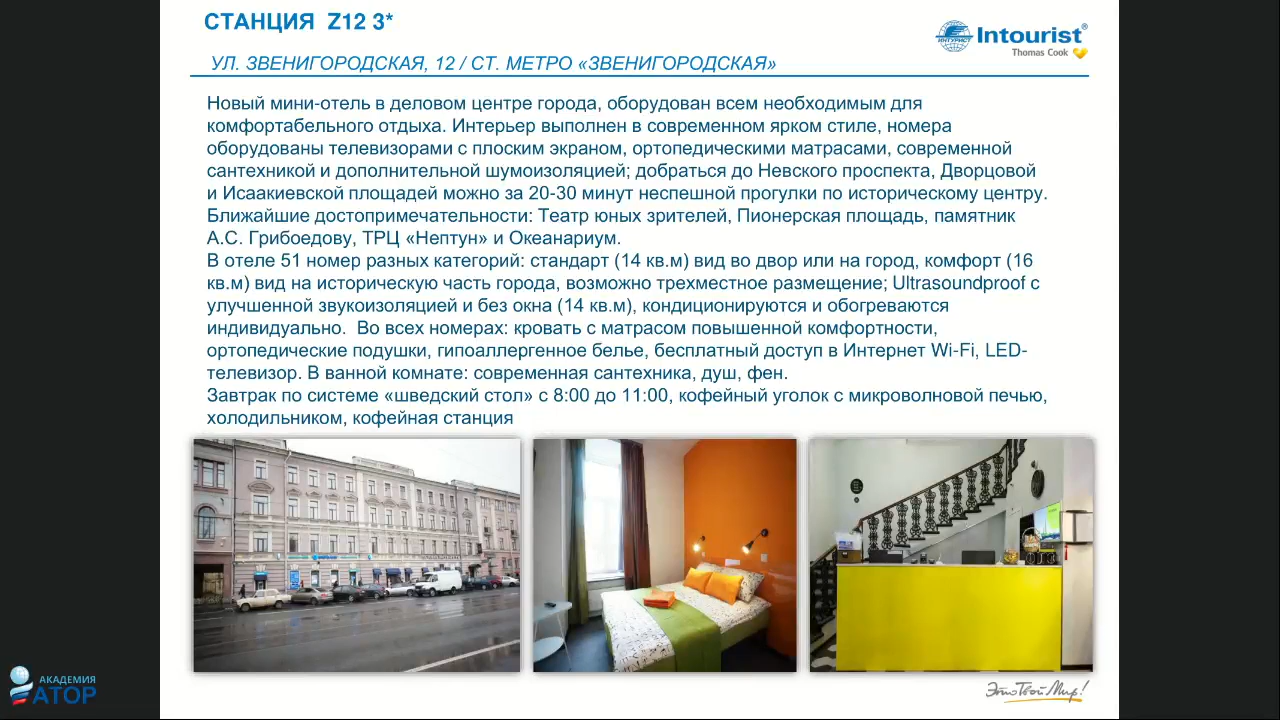 СТАНЦИЯ Z12 3*
Intourist®
ИНТУРИСТ
Thomas Cook
УЛ. ЗВЕНИГОРОДСКАЯ, 12 / СТ. МЕТРО «ЗВЕНИГОРОДСКАЯ»
Новый мини-отель в деловом центре города, оборудован всем необходимым для
комфортабельного отдыха. Интерьер выполнен в современном ярком стиле, номера
оборудованы телевизорами с плоским экраном, ортопедическими матрасами, современной
сантехникой и дополнительной шумоизоляцией; добраться до Невского проспекта, Дворцовой
и Исаакиевской площадей можно за 20-30 минут неспешной прогулки по историческому центру.
Ближайшие достопримечательности: Театр юных зрителей, Пионерская площадь, памятник
А.С. Грибоедову, ТРЦ «Нептун» и Океанариум.
В отеле 51 номер разных категорий: стандарт (14 кв.м) вид во двор или на город, комфорт (16
кв.м) вид на историческую часть города, возможно трехместное размещение; Ultrasoundproof с
улучшенной звукоизоляцией и без окна (14 кв.м), кондиционируются и обогреваются
индивидуально. Во всех номерах: кровать с матрасом повышенной комфортности,
ортопедические подушки, гипоаллергенное белье, бесплатный доступ в Интернет Wi-Fi, LED-
телевизор. В ванной комнате: современная сантехника, душ, фен.
Завтрак по системе «шведский стол» с 8:00 до 11:00, кофейный уголок с микроволновой печью,
холодильником, кофейная станция
Это Твой Мир!
АКАДЕМИЯ
АТОР